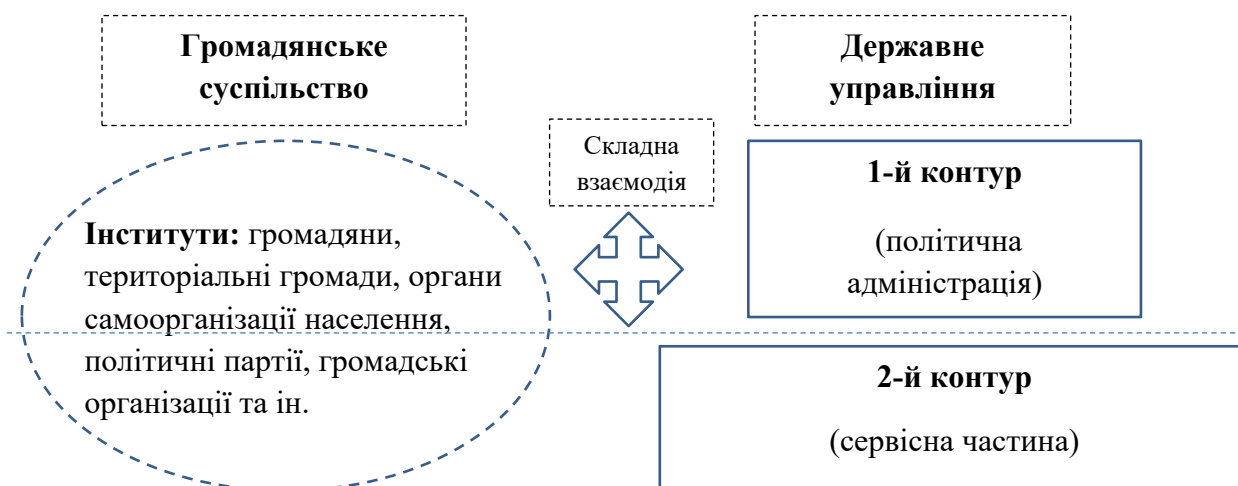 Громадянське
суспільство
Державне
управління
Складна
взаємодія
1-й контур
(політична
адміністрація)
Інститути: громадяни,
територіальні громади, органи
самоорганізації населення,
політичні партії, громадські
організації та ін.
2-й контур
(сервісна частина)